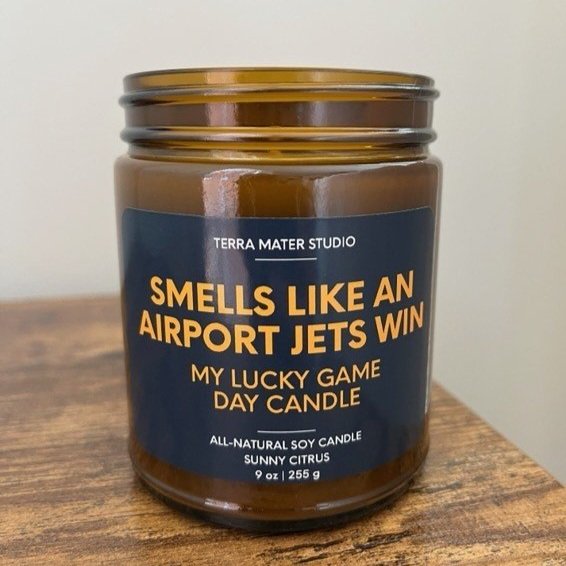 TERRA MATER STUDIO
SMELLS LIKE AN
AIRPORT JETS WIN
MY LUCKY GAME
DAY CANDLE
ALL-NATURAL SOY CANDLE
SUNNY CITRUS
9 oz | 255 g